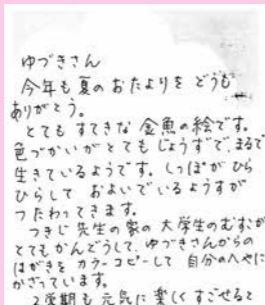 ゆづきさん
今年も夏のおたよりをどうも
ありがとう。
とてもすてきな金魚の絵です。
色づかいがとてもじょうずで、まるで
生きているようです。しっぽがひら
ひらして およいでいるようすが
つたわってきます。
つきじ先生の家の大学生のむすめが
とてもかんどうして、ゆづきさんからの
はがきをカラーコピーして自分のへやに
かざっています。
2学期も元気に楽しくすごせると